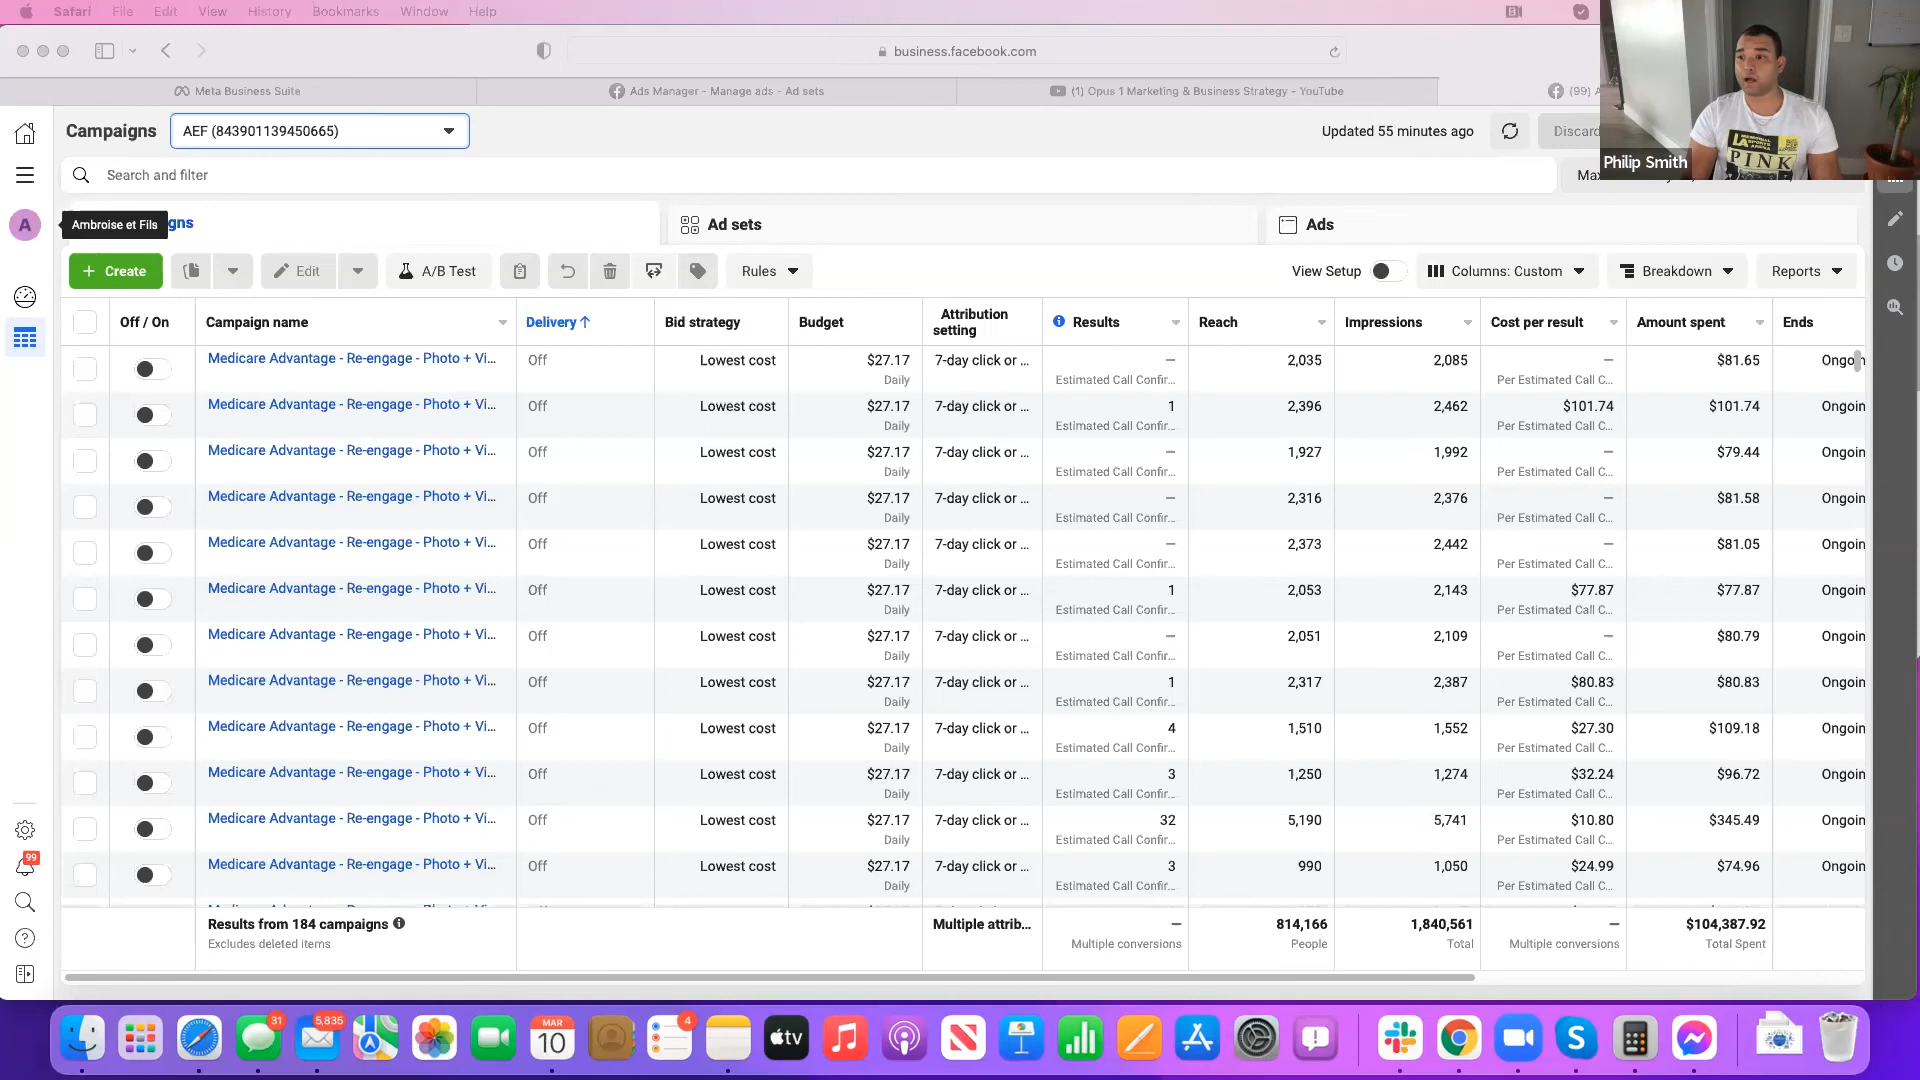 Safari File Edit View History Bookmarks Window Help
business.facebook.com
Meta Business Suite
Ads Manager - Manage ads - Ad sets
(1) Opus 1 Marketing & Business Strategy - YouTube
(99)
Campaigns
AEF (843901139450665)
Updated 55 minutes ago
Discard
Philip Smith
MEMORIAL
SPORTS
ARENA
LA
PINK
Search and filter
A
Ambroise et Fils
Ad sets
Ads
+ Create
Edit
A/B Test
Rules
View Setup
Columns: Custom
Breakdown
Reports
Off / On Campaign name Delivery ↑ Bid strategy Budget Attribution setting Results Reach Impressions Cost per result Amount spent Ends
Medicare Advantage - Re-engage - Photo + Vi... Off Lowest cost $27.17 7-day click or ... — 2,035 2,085 — $81.65 Ongoin
Daily Estimated Call Confir... Per Estimated Call C...
Medicare Advantage - Re-engage - Photo + Vi... Off Lowest cost $27.17 7-day click or ... 1 2,396 2,462 $101.74 $101.74 Ongoin
Daily Estimated Call Confir... Per Estimated Call C...
Medicare Advantage - Re-engage - Photo + Vi... Off Lowest cost $27.17 7-day click or ... — 1,927 1,992 — $79.44 Ongoin
Daily Estimated Call Confir... Per Estimated Call C...
Medicare Advantage - Re-engage - Photo + Vi... Off Lowest cost $27.17 7-day click or ... — 2,316 2,376 — $81.58 Ongoin
Daily Estimated Call Confir... Per Estimated Call C...
Medicare Advantage - Re-engage - Photo + Vi... Off Lowest cost $27.17 7-day click or ... — 2,373 2,442 — $81.05 Ongoin
Daily Estimated Call Confir... Per Estimated Call C...
Medicare Advantage - Re-engage - Photo + Vi... Off Lowest cost $27.17 7-day click or ... 1 2,053 2,143 $77.87 $77.87 Ongoin
Daily Estimated Call Confir... Per Estimated Call C...
Medicare Advantage - Re-engage - Photo + Vi... Off Lowest cost $27.17 7-day click or ... — 2,051 2,109 — $80.79 Ongoin
Daily Estimated Call Confir... Per Estimated Call C...
Medicare Advantage - Re-engage - Photo + Vi... Off Lowest cost $27.17 7-day click or ... 1 2,317 2,387 $80.83 $80.83 Ongoin
Daily Estimated Call Confir... Per Estimated Call C...
Medicare Advantage - Re-engage - Photo + Vi... Off Lowest cost $27.17 7-day click or ... 4 1,510 1,552 $27.30 $109.18 Ongoin
Daily Estimated Call Confir... Per Estimated Call C...
Medicare Advantage - Re-engage - Photo + Vi... Off Lowest cost $27.17 7-day click or ... 3 1,250 1,274 $32.24 $96.72 Ongoin
Daily Estimated Call Confir... Per Estimated Call C...
Medicare Advantage - Re-engage - Photo + Vi... Off Lowest cost $27.17 7-day click or ... 32 5,190 5,741 $10.80 $345.49 Ongoin
Daily Estimated Call Confir... Per Estimated Call C...
Medicare Advantage - Re-engage - Photo + Vi... Off Lowest cost $27.17 7-day click or ... 3 990 1,050 $24.99 $74.96 Ongoin
Daily Estimated Call Confir... Per Estimated Call C...
99
Results from 184 campaigns Multiple attrib... — 814,166 1,840,561 — $104,387.92
Excludes deleted items Multiple conversions People Total Multiple conversions Total Spent
31
5,835
MAR
10
4
tv